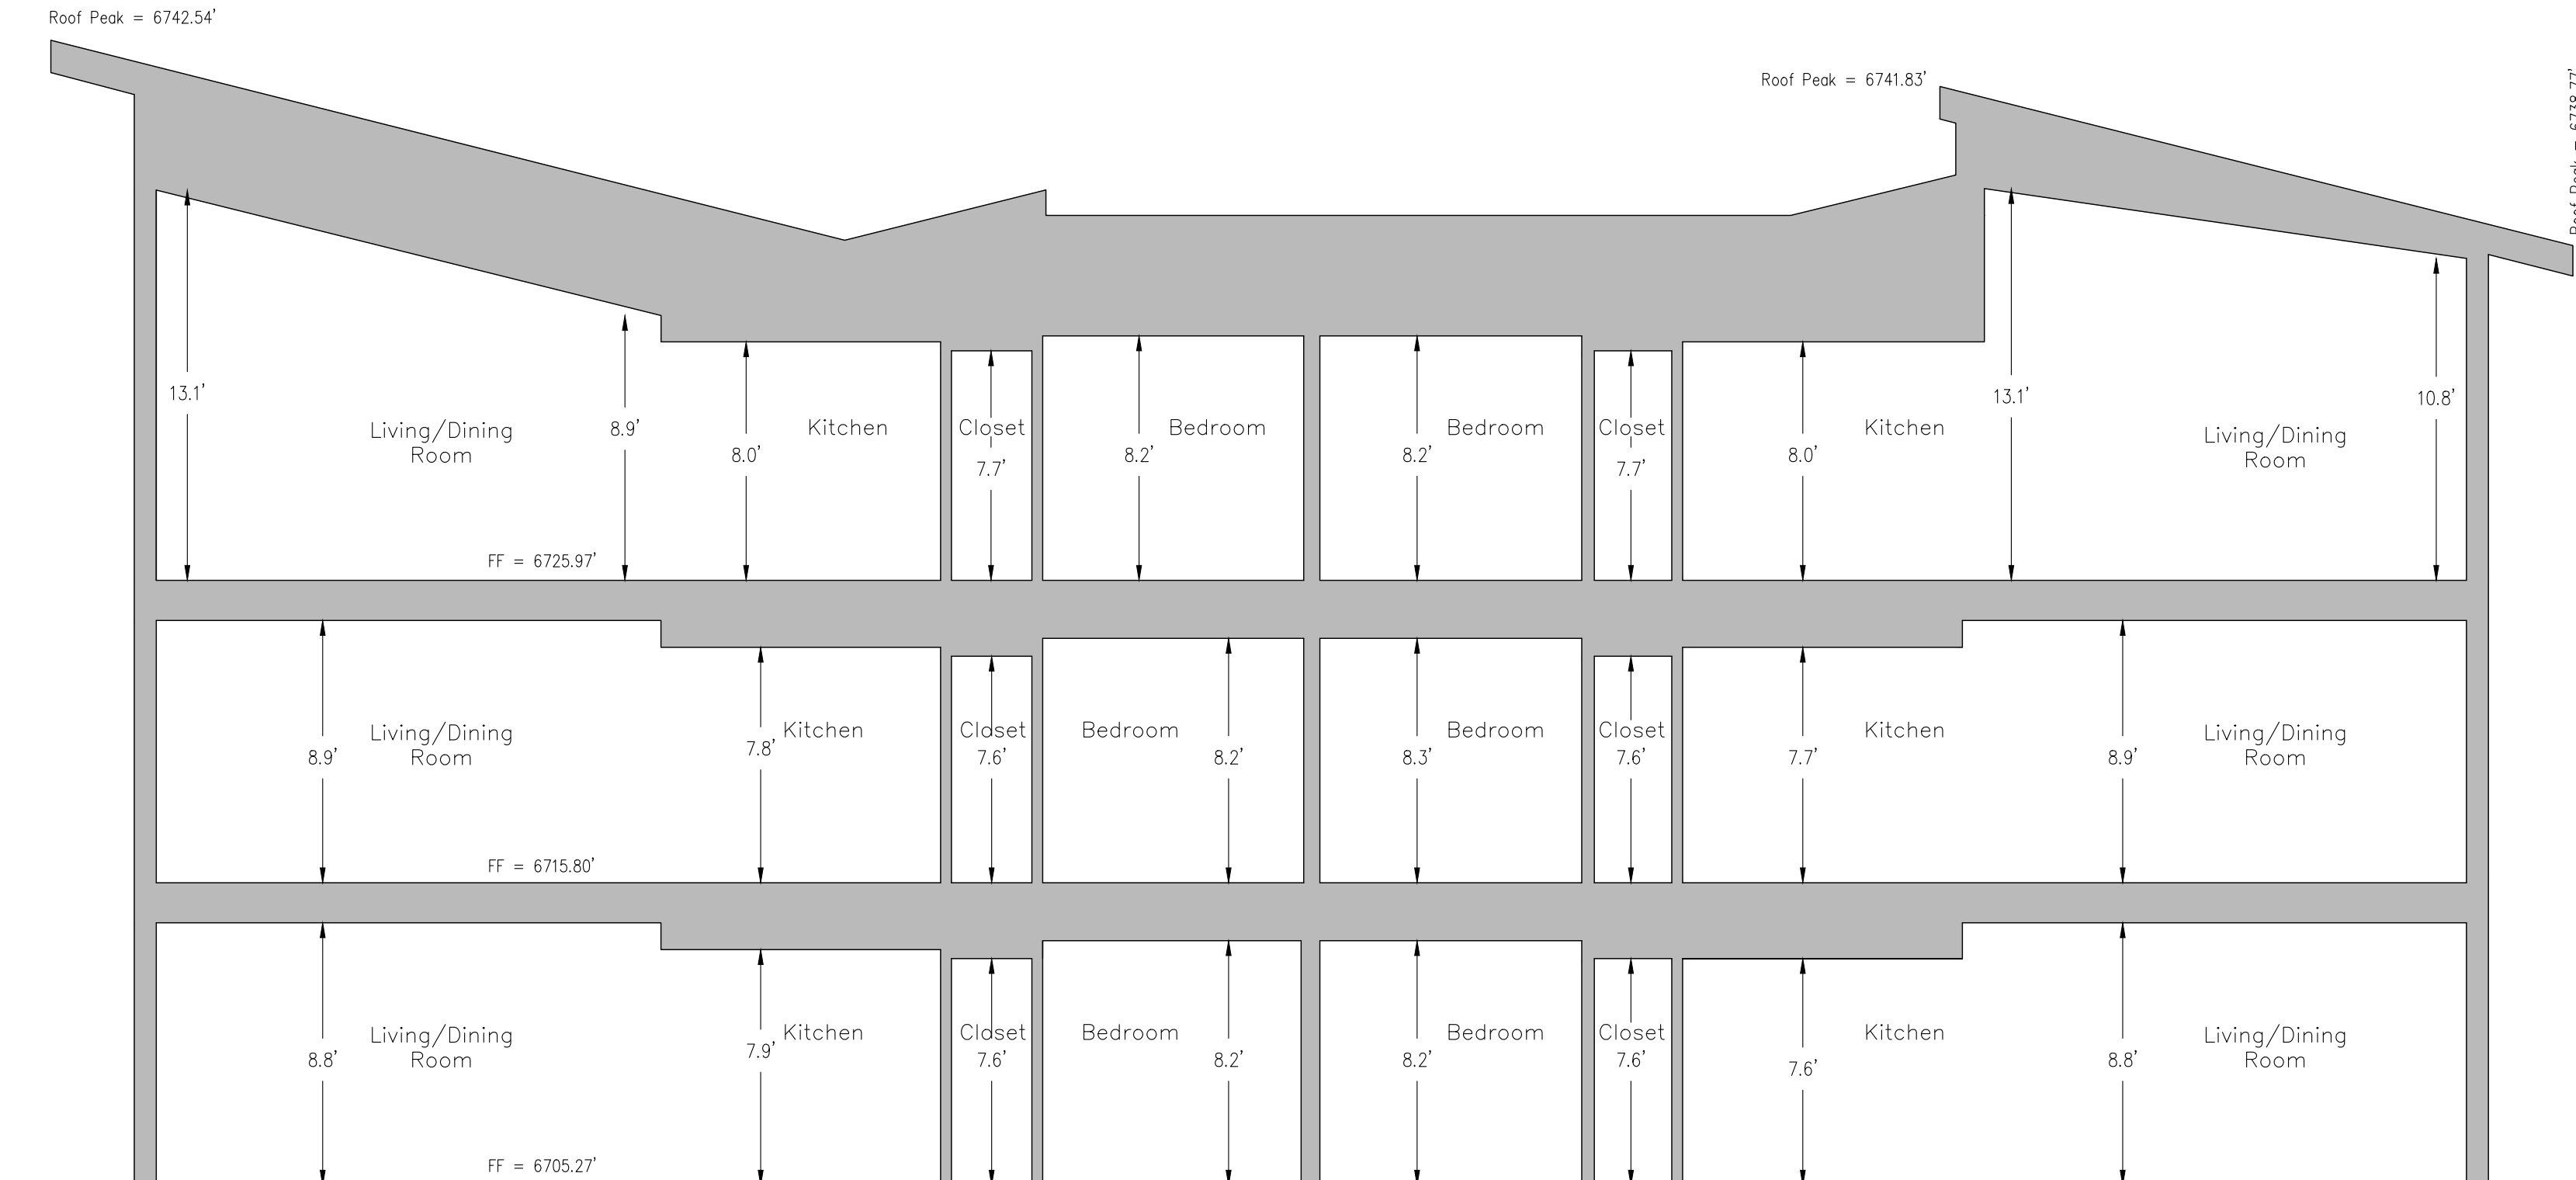 Roof Peak = 6742.54'
Roof Peak = 6741.83'
Roof Peak = 6738.77'
13.1'
Living/Dining
Room
8.9'
8.0'
Kitchen
Closet
7.7'
8.2'
Bedroom
8.2'
Bedroom
Closet
7.7'
8.0'
Kitchen
13.1'
Living/Dining
Room
10.8'
FF = 6725.97'
8.9'
Living/Dining
Room
7.8'
Kitchen
Closet
7.6'
Bedroom
8.2'
8.3'
Bedroom
Closet
7.6'
7.7'
Kitchen
8.9'
Living/Dining
Room
FF = 6715.80'
8.8'
Living/Dining
Room
7.9'
Kitchen
Closet
7.6'
Bedroom
8.2'
8.2'
Bedroom
Closet
7.6'
7.6'
Kitchen
8.8'
Living/Dining
Room
FF = 6705.27'